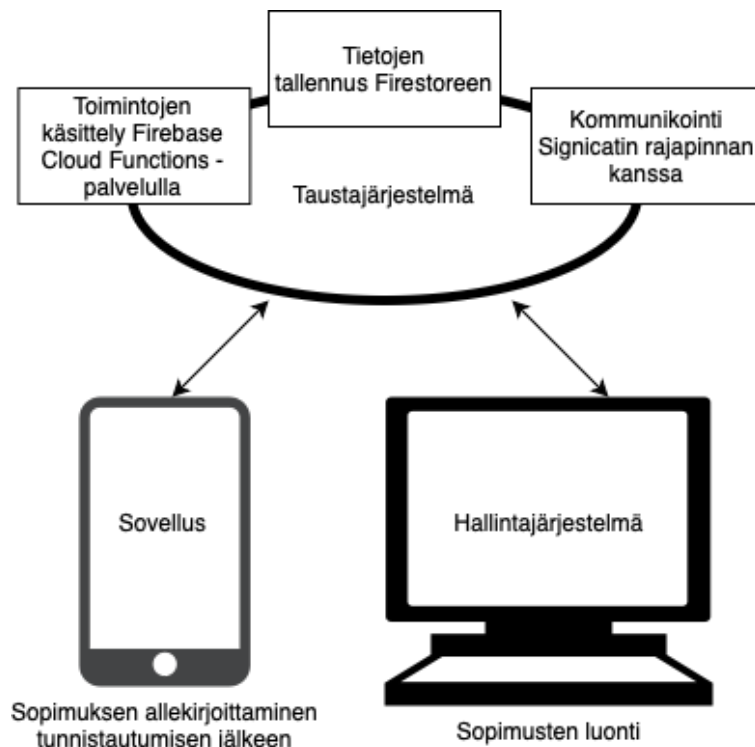 Tietojen
tallennus Firestoreen
Toimintojen
käsittely Firebase
Cloud Functions -
palvelulla
Kommunikointi
Signicatin rajapinnan
kanssa
Taustajärjestelmä
Sovellus
Hallintajärjestelmä
Sopimuksen allekirjoittaminen
tunnistautumisen jälkeen
Sopimusten luonti